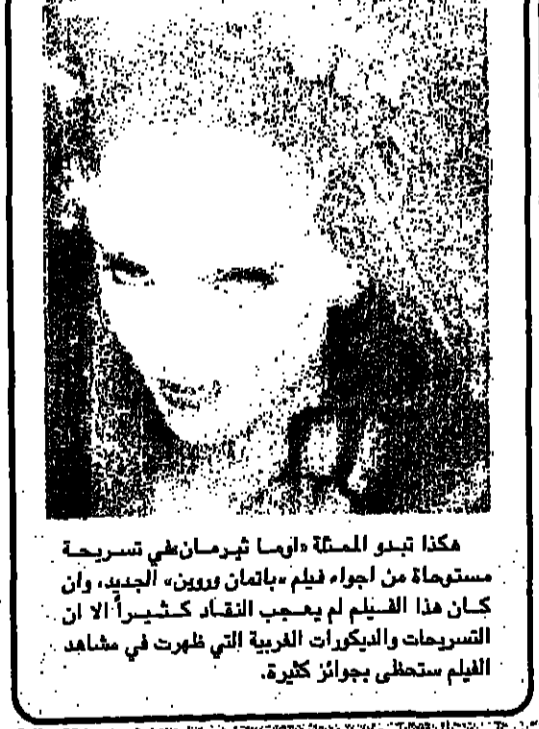 هكذا تبدو الممثلة «اوما ثيرمان» في تسريحة
مستوحاة من اجواء فيلم «باتمان وروبن» الجديد، وان
كان هذا الفيلم لم يعجب النقاد كثيراً الا ان
التسريحات والديكورات الغريبة التي ظهرت في مشاهد
الفيلم ستحظى بجوائز كثيرة.